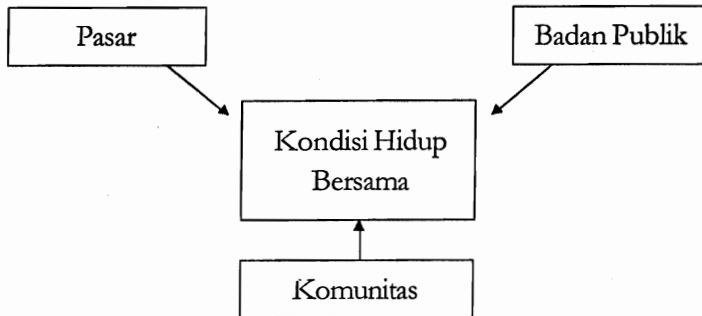 Pasar
Badan Publik
Kondisi Hidup
Bersama
Komunitas